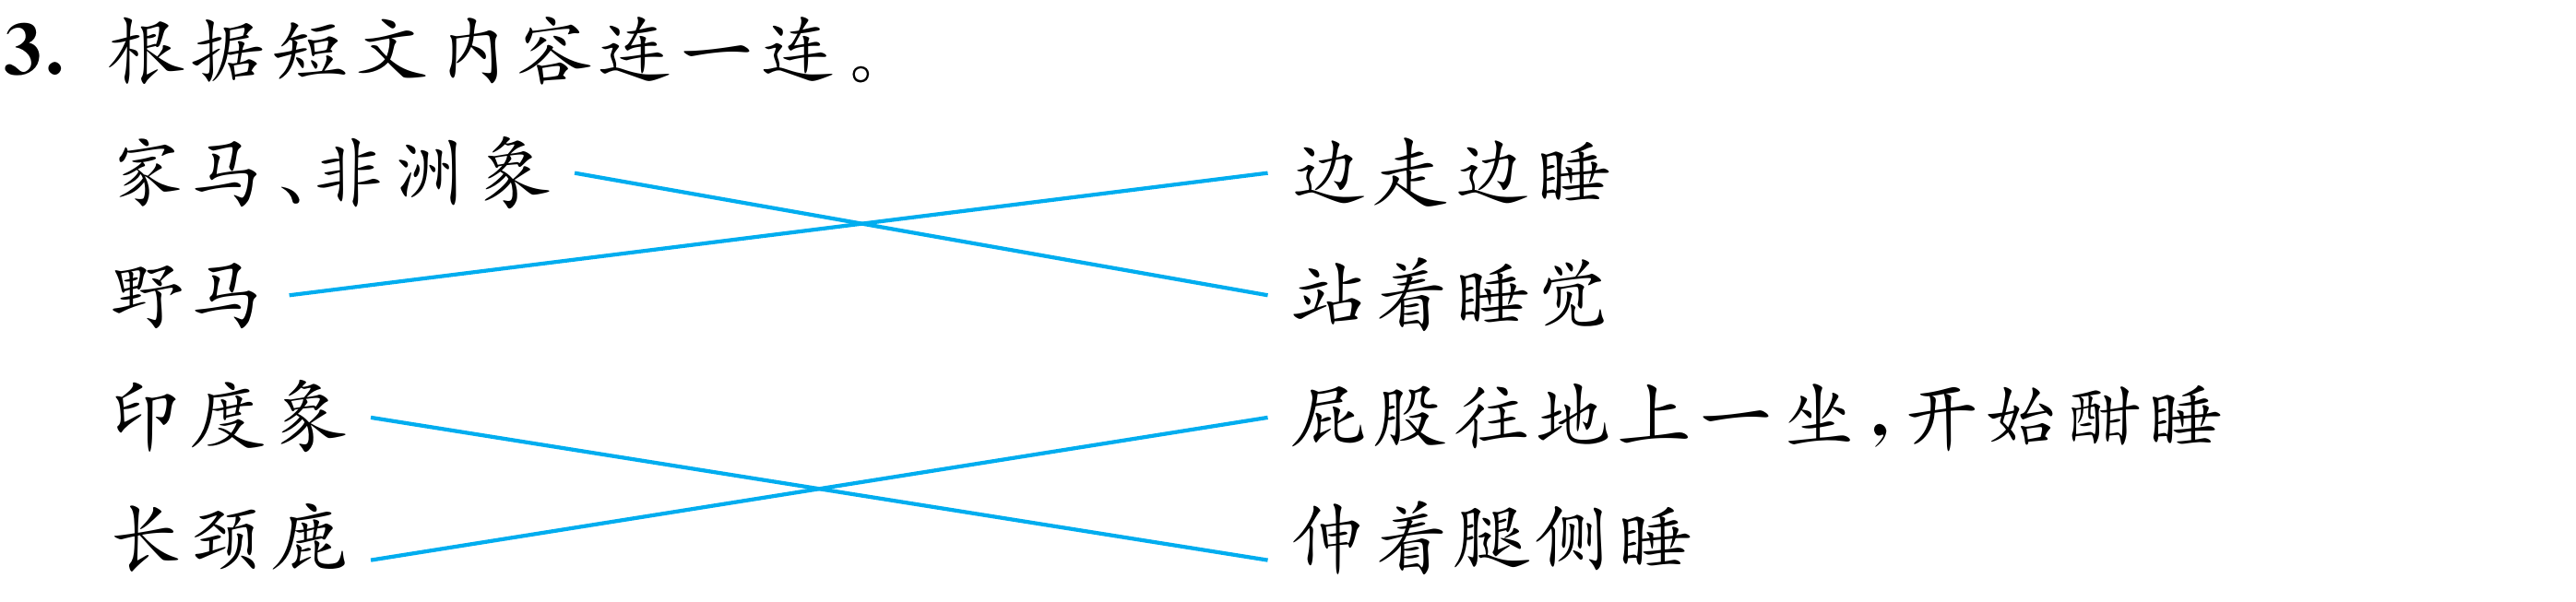 3. 根据短文内容连一连。
家马、非洲象 边走边睡
野马 站着睡觉
印度象 屁股往地上一坐,开始酣睡
长颈鹿 伸着腿侧睡